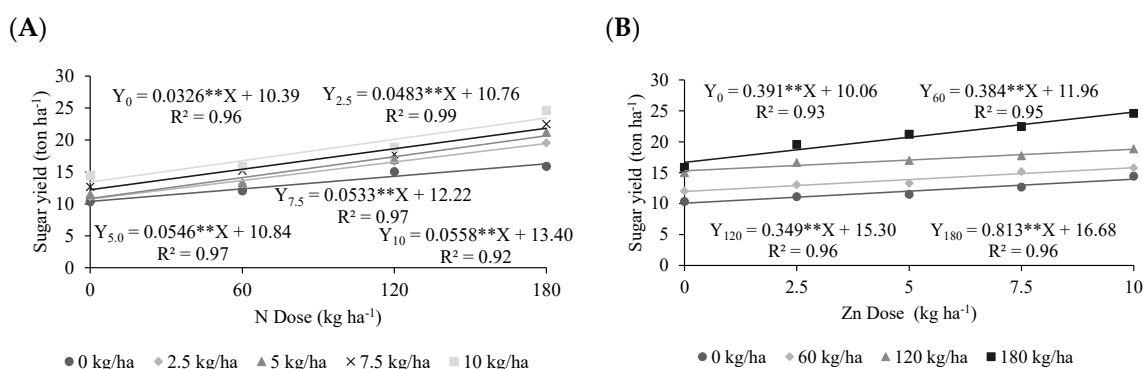 (A)
Sugar yield (ton ha⁻¹)
30
25
20
15
10
5
0
Y₀ = 0.0326**X + 10.39
R² = 0.96
Y₂.₅ = 0.0483**X + 10.76
R² = 0.99
Y₇.₅ = 0.0533**X + 12.22
R² = 0.97
Y₅.₀ = 0.0546**X + 10.84
R² = 0.97
Y₁₀ = 0.0558**X + 13.40
R² = 0.92
0 60 120 180
N Dose (kg ha⁻¹)
0 kg/ha 2.5 kg/ha 5 kg/ha 7.5 kg/ha 10 kg/ha
(B)
Sugar yield (ton ha⁻¹)
30
25
20
15
10
5
0
Y₀ = 0.391**X + 10.06
R² = 0.93
Y₆₀ = 0.384**X + 11.96
R² = 0.95
Y₁₂₀ = 0.349**X + 15.30
R² = 0.96
Y₁₈₀ = 0.813**X + 16.68
R² = 0.96
0 2.5 5 7.5 10
Zn Dose (kg ha⁻¹)
0 kg/ha 60 kg/ha 120 kg/ha 180 kg/ha